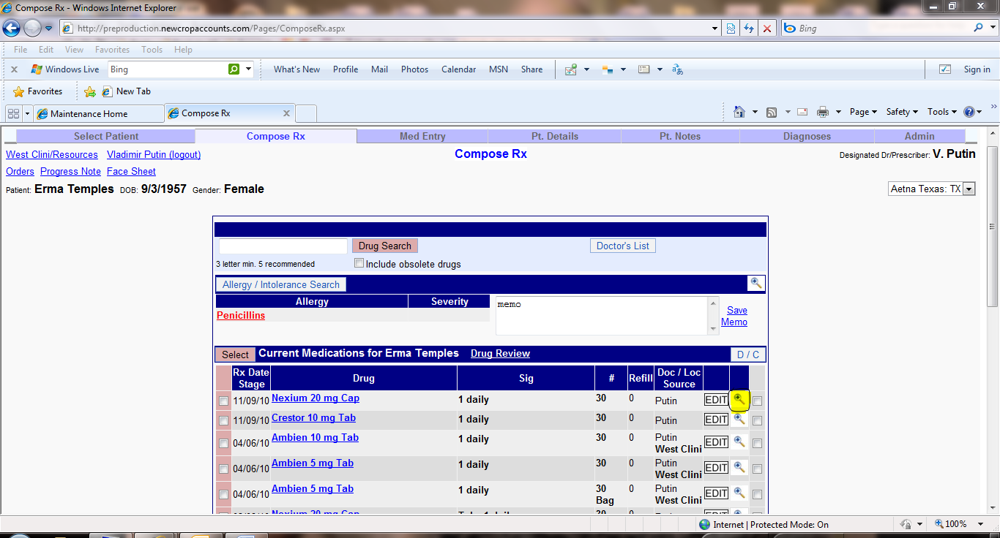 Compose Rx - Windows Internet Explorer
http://preproduction.newcropaccounts.com/Pages/ComposeRx.aspx
Bing
File Edit View Favorites Tools Help
x Windows Live Bing What's New Profile Mail Photos Calendar MSN Share Sign in
Favorites New Tab
Maintenance Home Compose Rx x Page Safety Tools »
Select Patient Compose Rx Med Entry Pt. Details Pt. Notes Diagnoses Admin
West Clini/Resources Vladimir Putin (logout) Compose Rx Designated Dr/Prescriber: V. Putin
Orders Progress Note Face Sheet
Patient: Erma Temples DOB: 9/3/1957 Gender: Female Aetna Texas: TX
Drug Search Doctor's List
3 letter min. 5 recommended Include obsolete drugs
Allergy / Intolerance Search
Allergy Severity memo
Penicillins Save
Memo
Select Current Medications for Erma Temples Drug Review D / C
Rx Date Stage Drug Sig # Refill Doc / Loc Source
11/09/10 Nexium 20 mg Cap 1 daily 30 0 Putin EDIT
11/09/10 Crestor 10 mg Tab 1 daily 30 0 Putin EDIT
04/06/10 Ambien 10 mg Tab 1 daily 30 0 Putin West Clini EDIT
04/06/10 Ambien 5 mg Tab 1 daily 30 0 Putin West Clini EDIT
04/06/10 Ambien 5 mg Tab 1 daily 30 Bag 0 Putin West Clini EDIT
Nexium 20 mg Cap
Internet | Protected Mode: On 100%